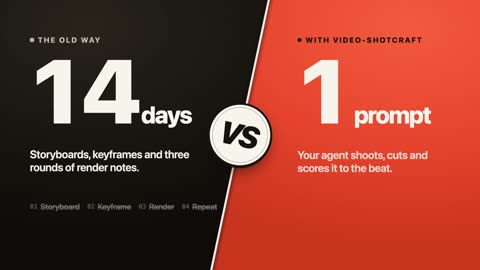 THE OLD WAY
14 days
Storyboards, keyframes and three
rounds of render notes.
01 Storyboard 02 Keyframe 03 Render 04 Repeat
VS
WITH VIDEO-SHOTCRAFT
1 prompt
Your agent shoots, cuts and
scores it to the beat.